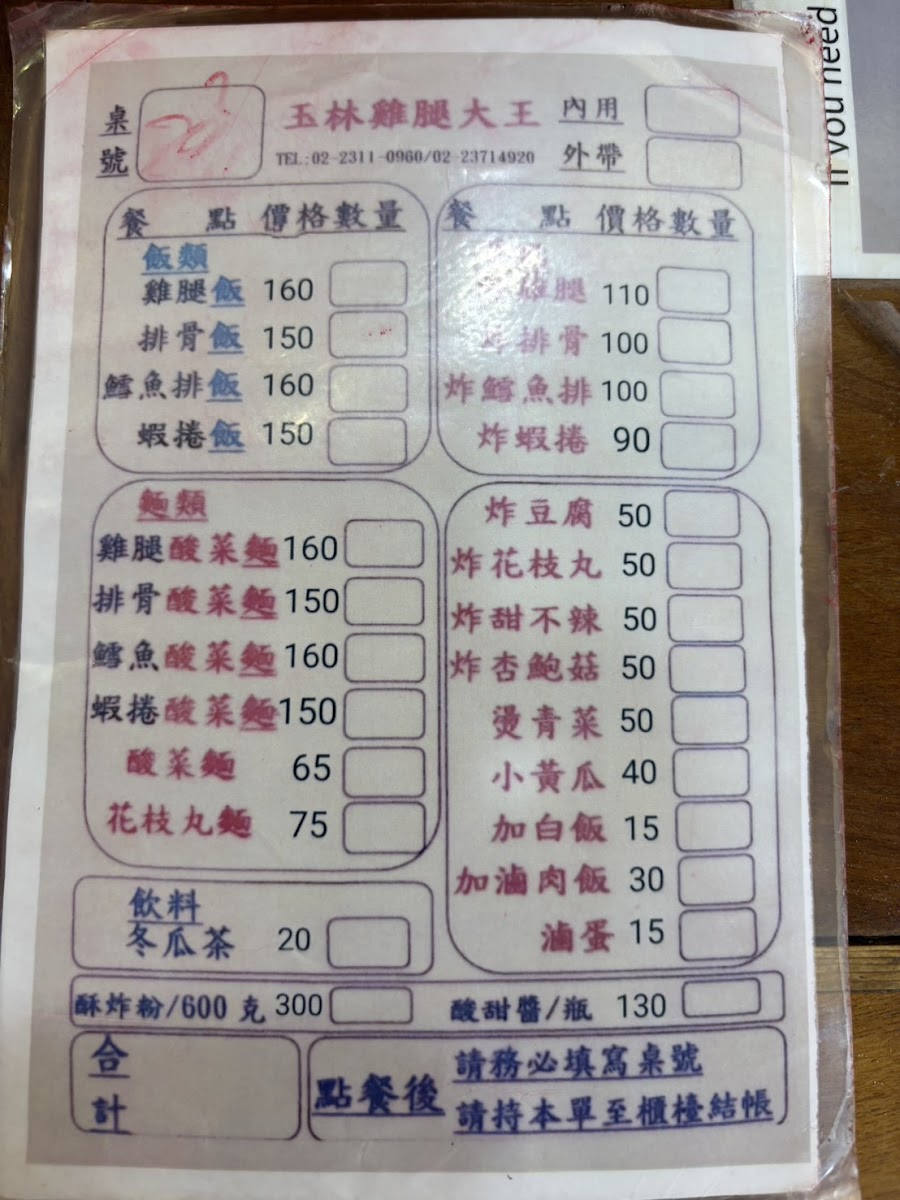 桌號
玉林雞腿大王
TEL:02-2311-0960/02-23714920
內用
外帶
餐點 價格 數量
飯類
雞腿飯 160
排骨飯 150
鱈魚排飯 160
蝦捲飯 150
麵類
雞腿酸菜麵 160
排骨酸菜麵 150
鱈魚酸菜麵 160
蝦捲酸菜麵 150
酸菜麵 65
花枝丸麵 75
飲料
冬瓜茶 20
餐點 價格 數量
雞腿 110
炸排骨 100
炸鱈魚排 100
炸蝦捲 90
炸豆腐 50
炸花枝丸 50
炸甜不辣 50
炸杏鮑菇 50
燙青菜 50
小黃瓜 40
加白飯 15
加滷肉飯 30
滷蛋 15
酥炸粉/600克 300
酸甜醬/瓶 130
合計
點餐後
請務必填寫桌號
請持本單至櫃檯結帳
in you need